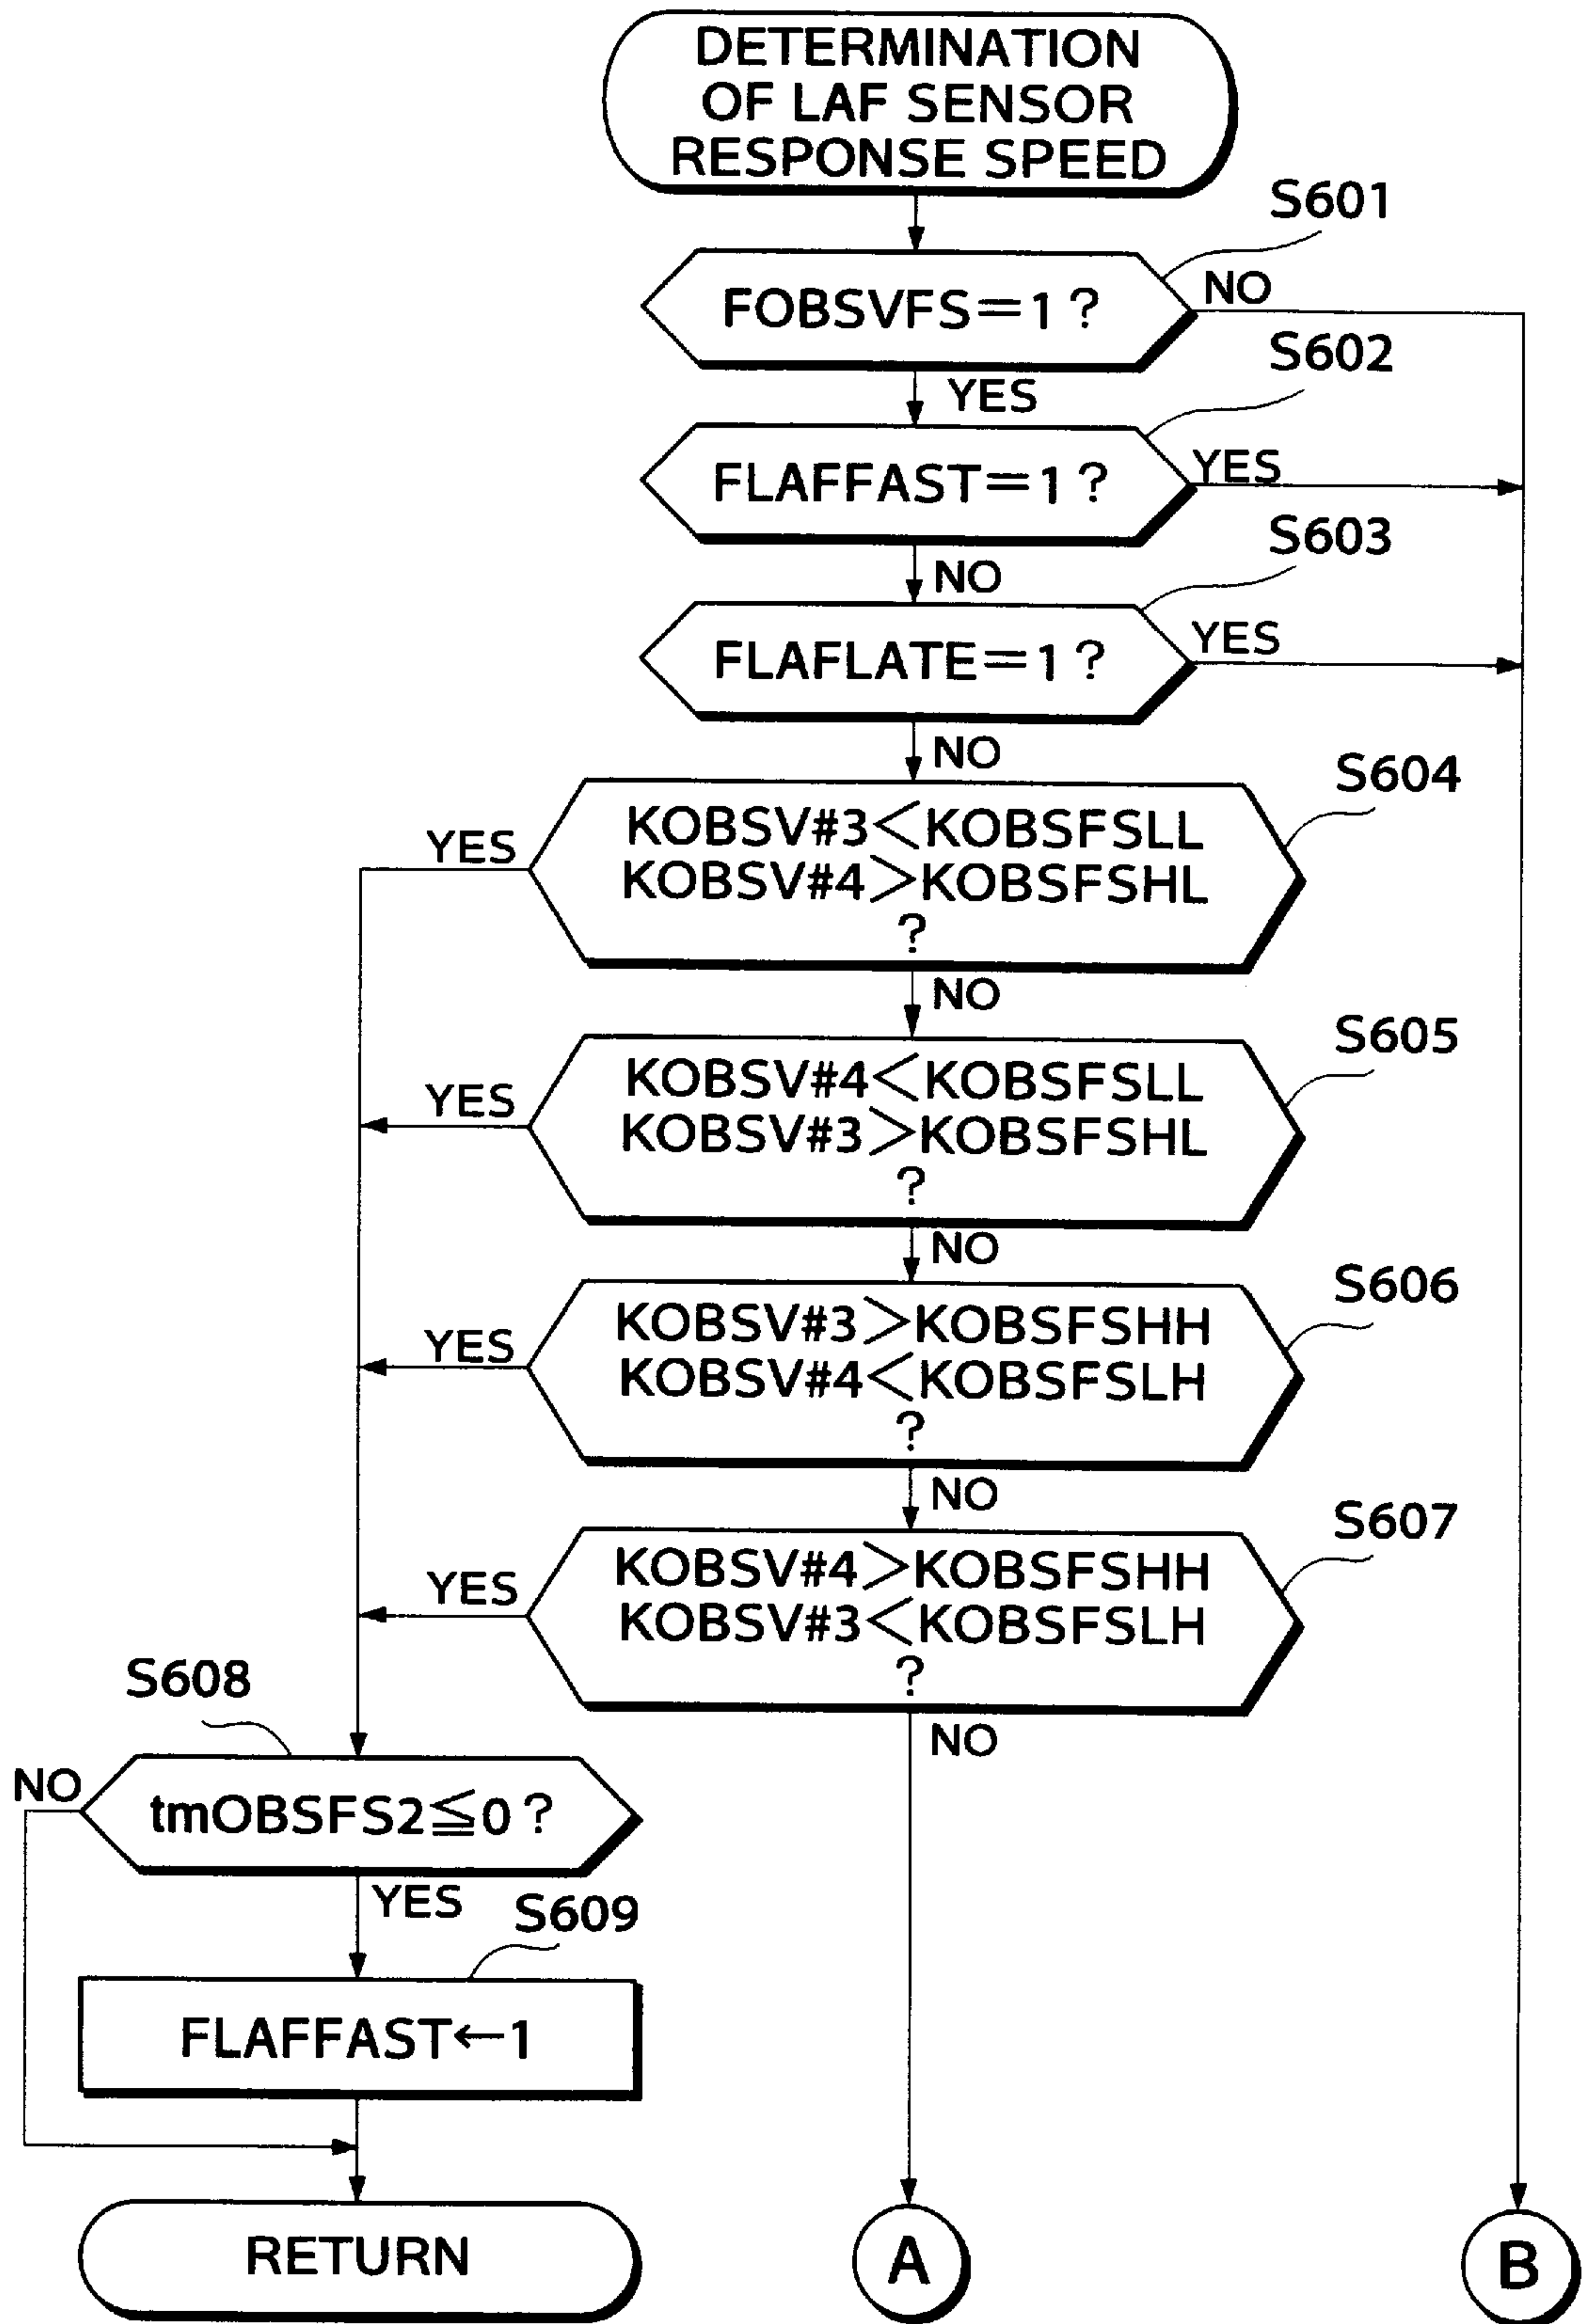 DETERMINATION
OF LAF SENSOR
RESPONSE SPEED
S601
FOBSVFS=1?
NO
YES
S602
FLAFFAST=1?
YES
NO
S603
FLAFLATE=1?
YES
NO
S604
KOBSV#3<KOBSFSLL
KOBSV#4>KOBSFSHL
?
YES
NO
S605
KOBSV#4<KOBSFSLL
KOBSV#3>KOBSFSHL
?
YES
NO
S606
KOBSV#3>KOBSFSHH
KOBSV#4<KOBSFSLH
?
YES
NO
S607
KOBSV#4>KOBSFSHH
KOBSV#3<KOBSFSLH
?
YES
NO
S608
tmOBSFS2≦0?
NO
YES
S609
FLAFFAST←1
RETURN
A
B